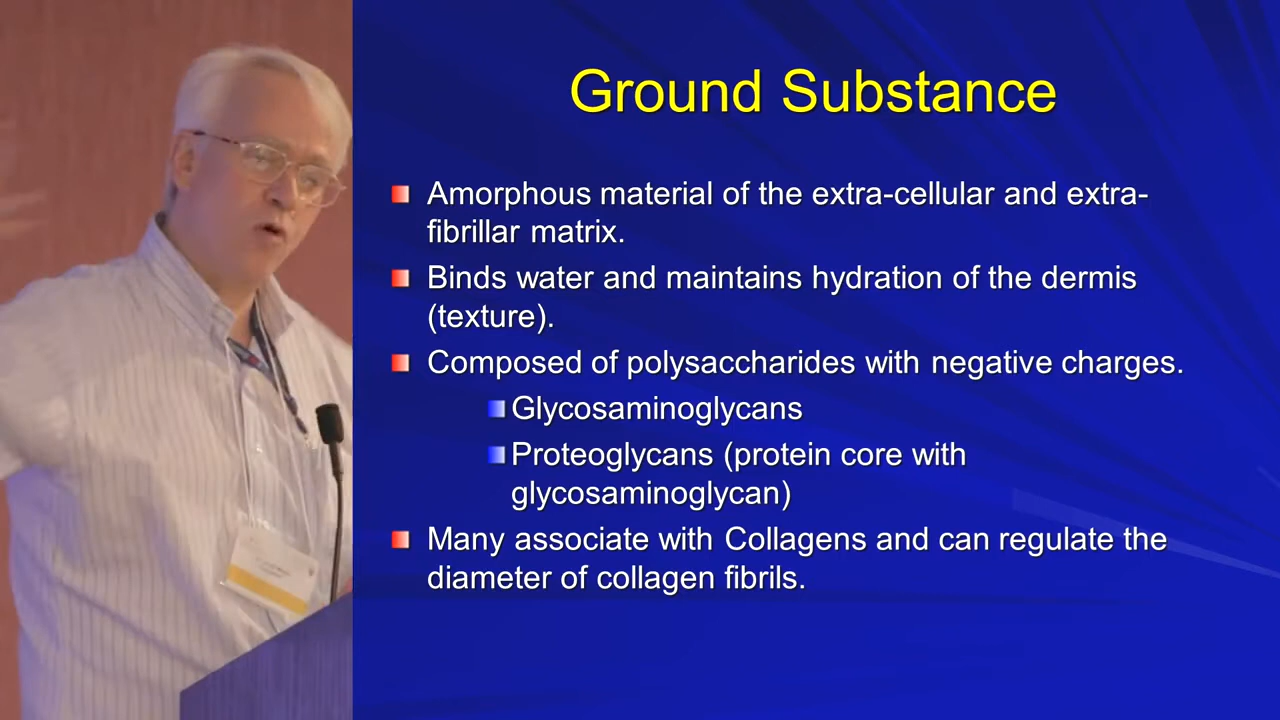 Ground Substance
Amorphous material of the extra-cellular and extra-
fibrillar matrix.
Binds water and maintains hydration of the dermis
(texture).
Composed of polysaccharides with negative charges.
Glycosaminoglycans
Proteoglycans (protein core with
glycosaminoglycan)
Many associate with Collagens and can regulate the
diameter of collagen fibrils.